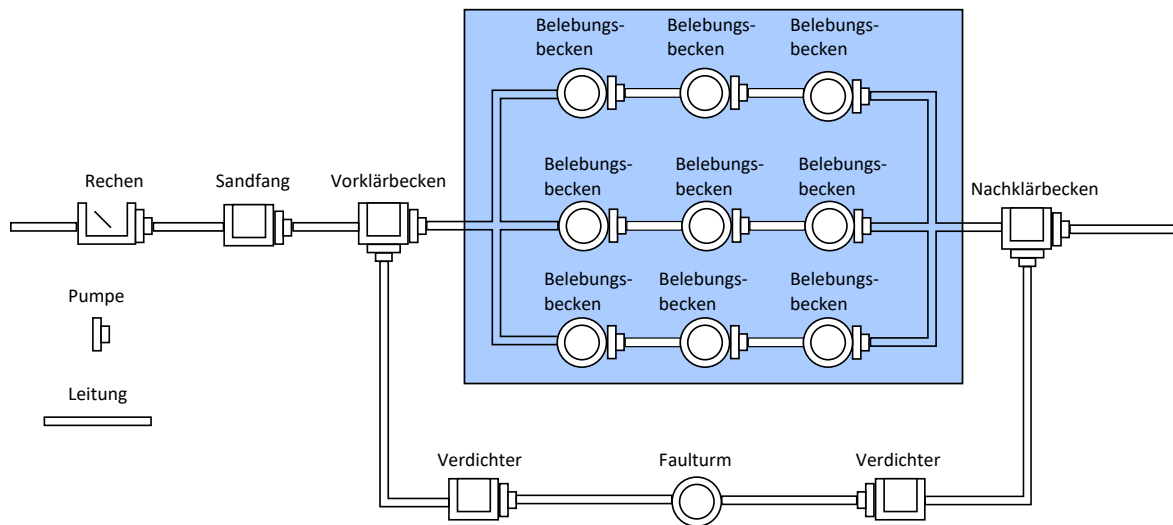 Belebungs-
becken
Belebungs-
becken
Belebungs-
becken
Rechen
Sandfang
Vorklärbecken
Belebungs-
becken
Belebungs-
becken
Belebungs-
becken
Nachklärbecken
Pumpe
Belebungs-
becken
Belebungs-
becken
Belebungs-
becken
Leitung
Verdichter
Faulturm
Verdichter